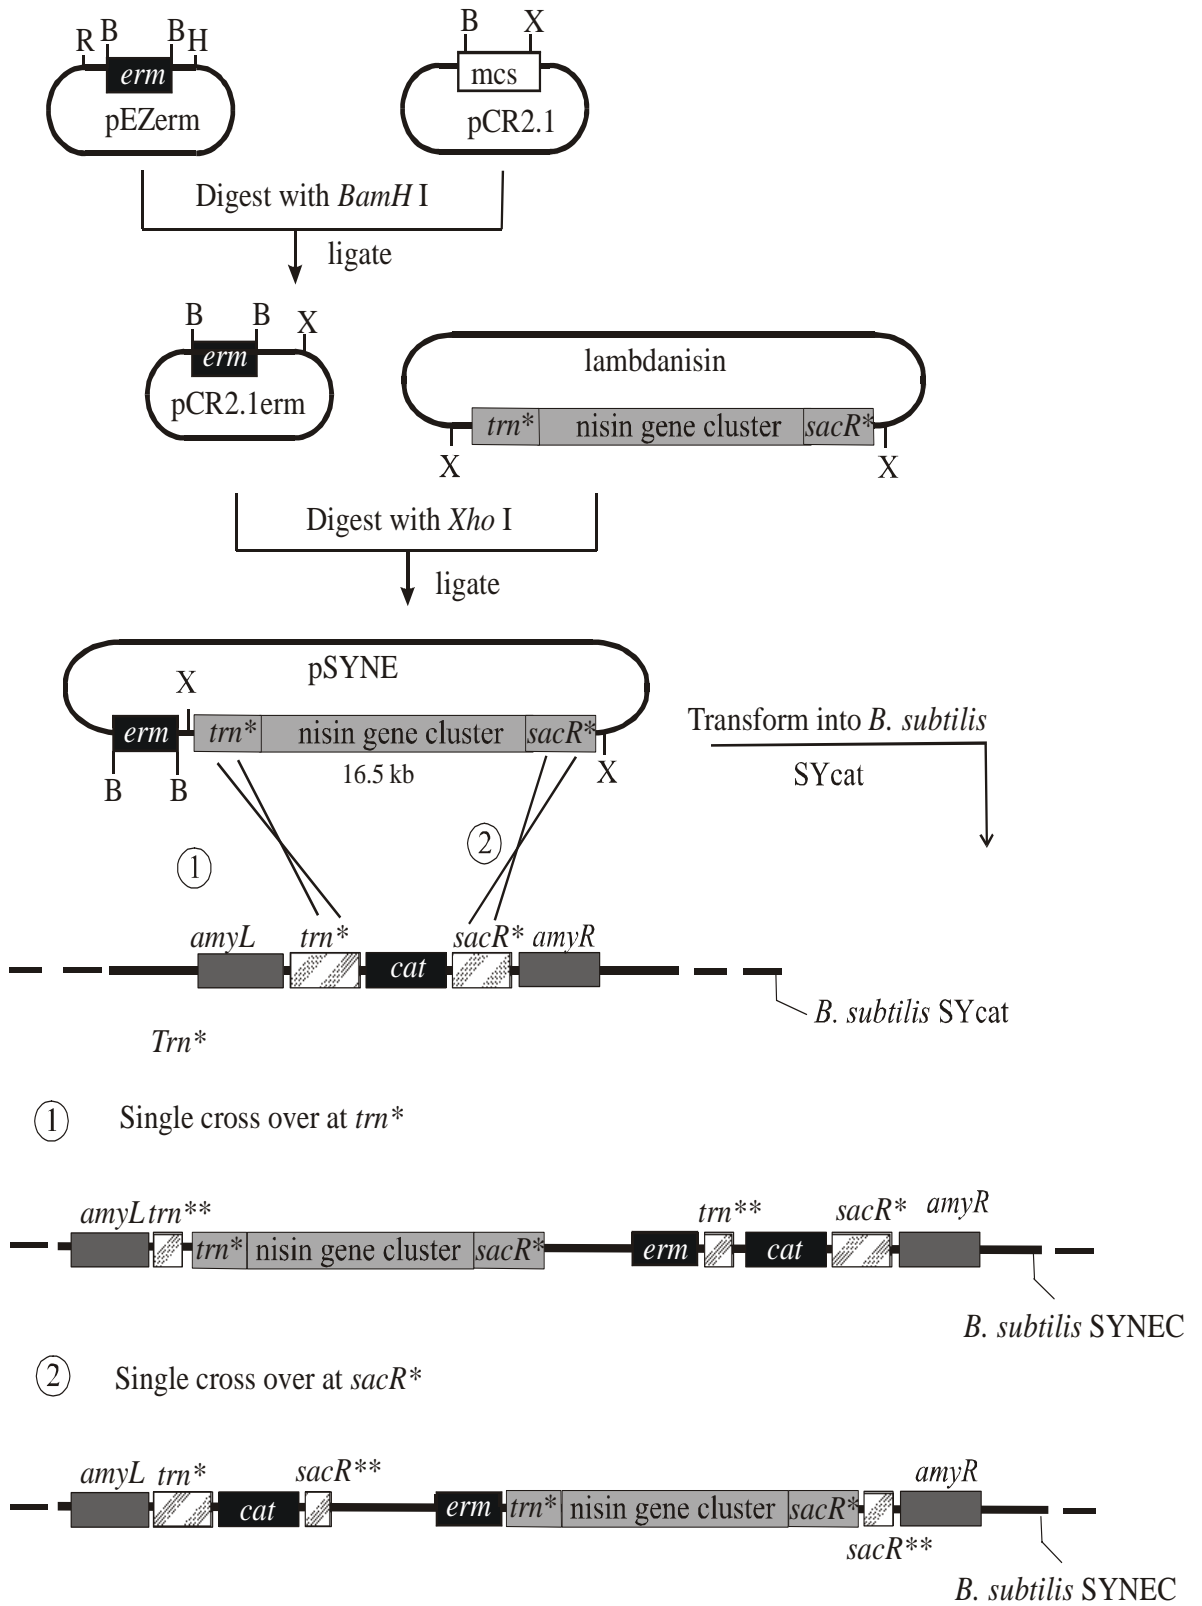 R B B H
B X
erm
mcs
pEZerm
pCR2.1
Digest with BamH I
ligate
B B X
erm
pCR2.1erm
lambdanisin
trn* nisin gene cluster sacR*
X X
Digest with Xho I
ligate
pSYNE
X
erm trn* nisin gene cluster sacR*
16.5 kb
B B X
Transform into B. subtilis
SYcat
1
2
amyL trn* sacR* amyR
cat
B. subtilis SYcat
Trn*
1 Single cross over at trn*
amyL trn** trn** sacR* amyR
trn* nisin gene cluster sacR* erm cat
B. subtilis SYNEC
2 Single cross over at sacR*
amyL trn* sacR** amyR
cat erm trn* nisin gene cluster sacR*
sacR**
B. subtilis SYNEC